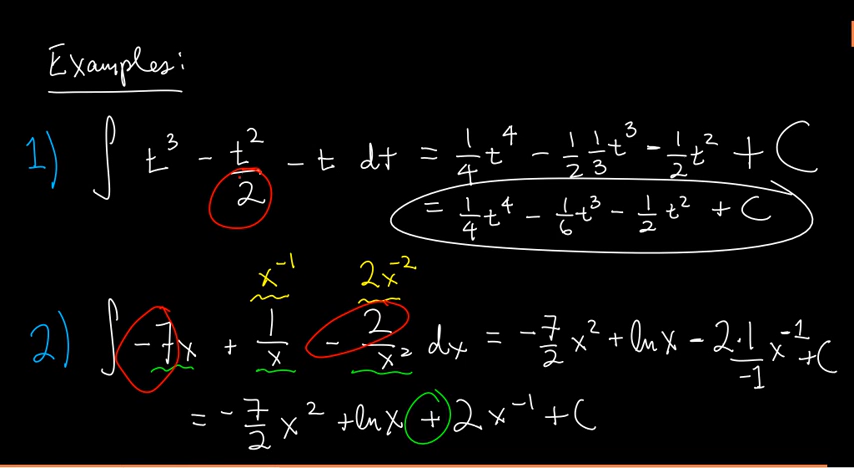 Examples:
1) ∫ t³ - t²/2 - t dt = 1/4 t⁴ - 1/2 1/3 t³ - 1/2 t² + C
= 1/4 t⁴ - 1/6 t³ - 1/2 t² + C
x⁻¹ 2x⁻²
2) ∫ -7x + 1/x - 2/x² dx = -7/2 x² + ln x - 2·1/-1 x⁻¹ + C
= -7/2 x² + ln x + 2x⁻¹ + C